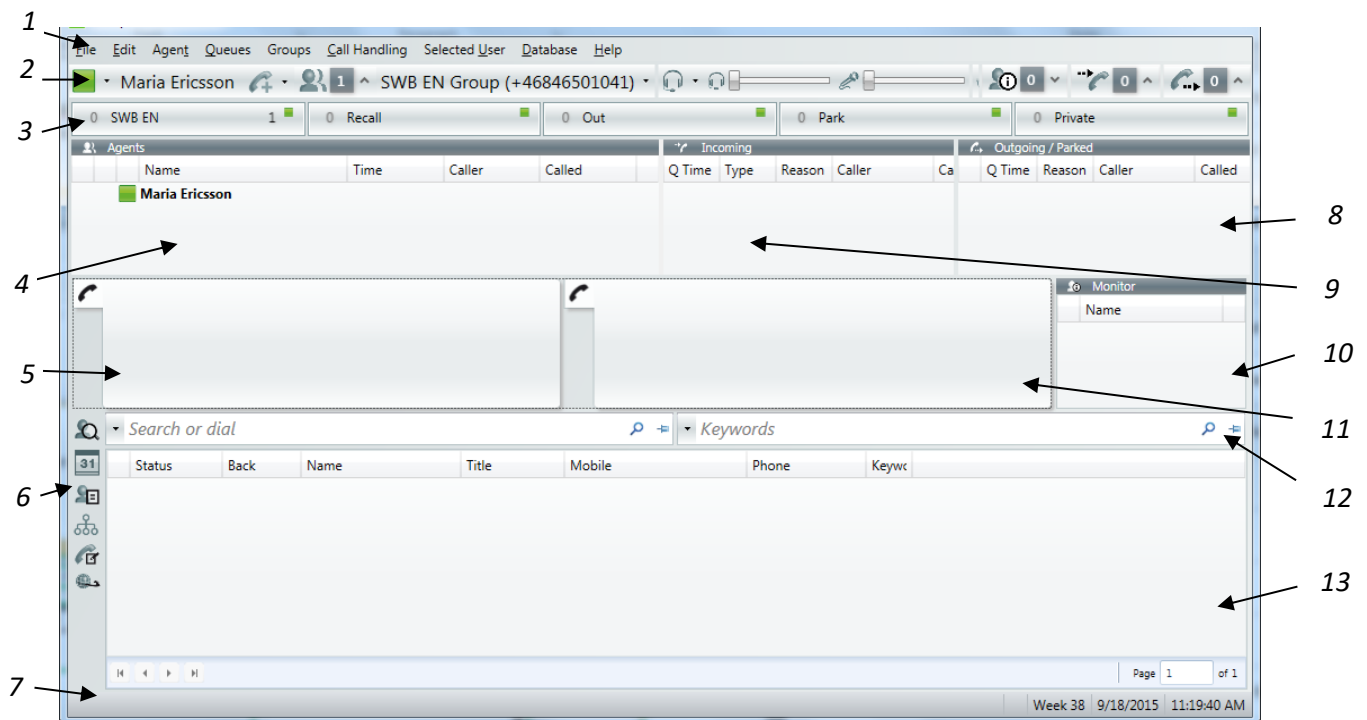 1
File Edit Agent Queues Groups Call Handling Selected User Database Help
2
Maria Ericsson 1 SWB EN Group (+46846501041) 0 0 0
3
0 SWB EN 1 0 Recall 0 Out 0 Park 0 Private
Agents Incoming Outgoing / Parked
Name Time Caller Called Q Time Type Reason Caller Ca Q Time Reason Caller Called
Maria Ericsson
8
4
9
Monitor
Name
10
5
11
Search or dial Keywords
31 Status Back Name Title Mobile Phone Keywc
6
12
13
7
Page 1 of 1
Week 38 9/18/2015 11:19:40 AM